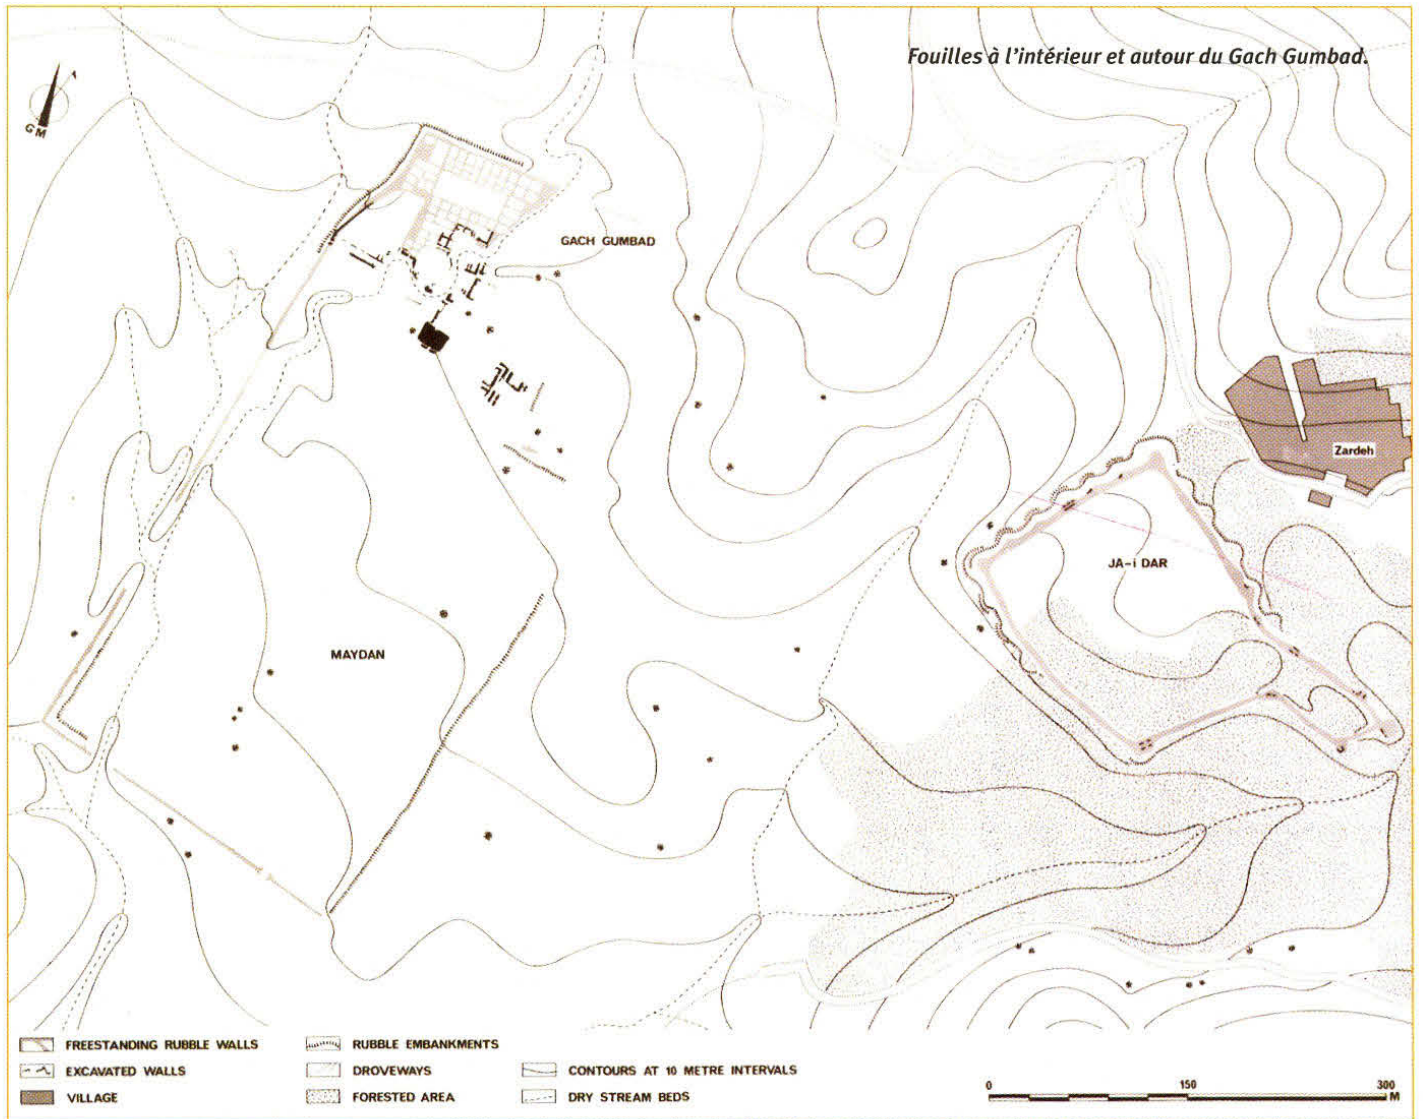 Fouilles à l'intérieur et autour du Gach Gumbad.
G M
GACH GUMBAD
Zardeh
JA-i DAR
MAYDAN
FREESTANDING RUBBLE WALLS
EXCAVATED WALLS
VILLAGE
RUBBLE EMBANKMENTS
DROVEWAYS
FORESTED AREA
CONTOURS AT 10 METRE INTERVALS
DRY STREAM BEDS
0 150 300
M